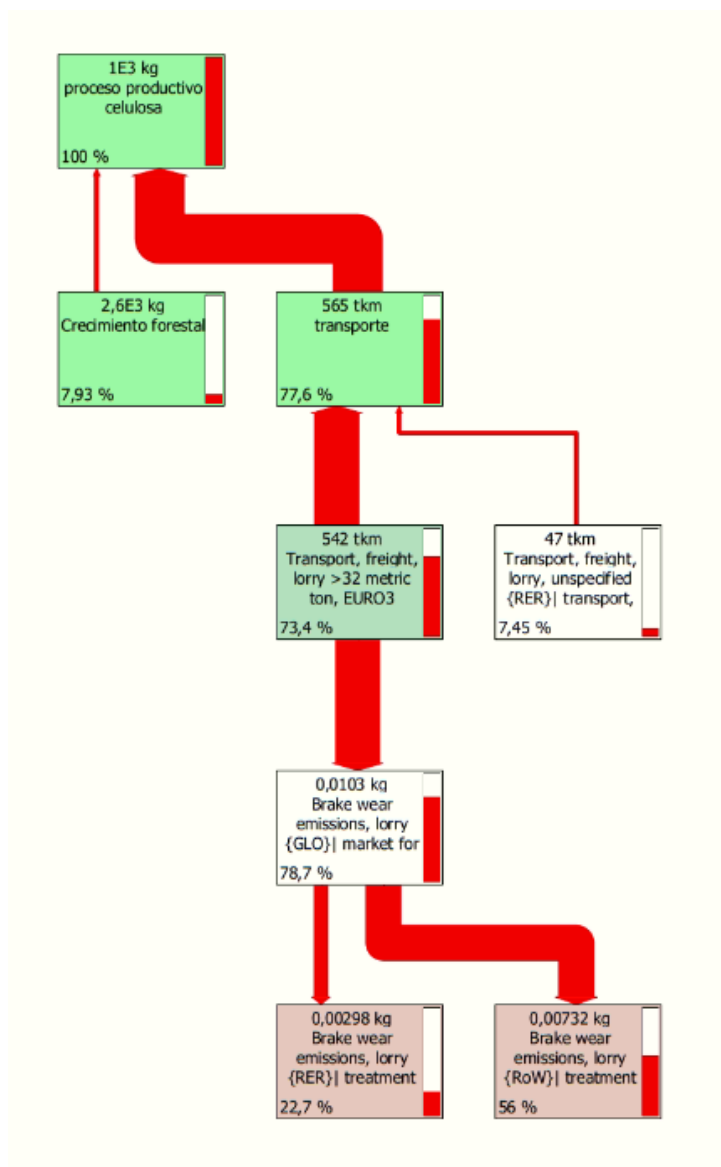 1E3 kg
proceso productivo
celulosa
100 %
2,6E3 kg
Crecimiento forestal
7,93 %
565 tkm
transporte
77,6 %
542 tkm
Transport, freight,
lorry >32 metric
ton, EURO3
73,4 %
47 tkm
Transport, freight,
lorry, unspecified
{RER}| transport,
7,45 %
0,0103 kg
Brake wear
emissions, lorry
{GLO}| market for
78,7 %
0,00298 kg
Brake wear
emissions, lorry
{RER}| treatment
22,7 %
0,00732 kg
Brake wear
emissions, lorry
{RoW}| treatment
56 %